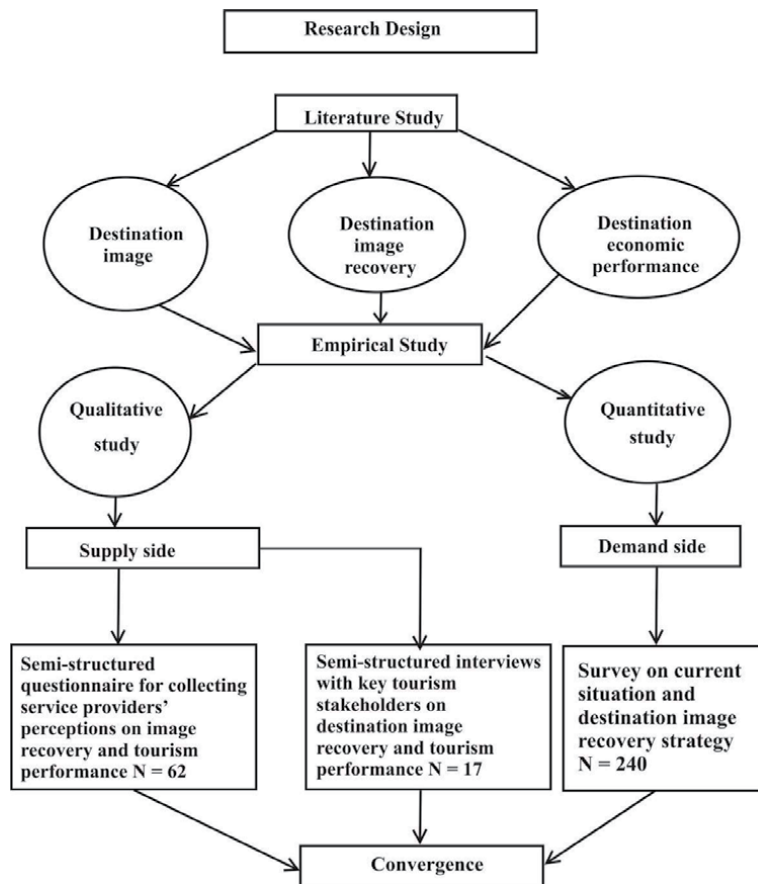 Research Design
Literature Study
Destination
image
Destination
image
recovery
Destination
economic
performance
Empirical Study
Qualitative
study
Quantitative
study
Supply side
Demand side
Semi-structured
questionnaire for collecting
service providers’
perceptions on image
recovery and tourism
performance N = 62
Semi-structured interviews
with key tourism
stakeholders on
destination image
recovery and tourism
performance N = 17
Survey on current
situation and
destination image
recovery strategy
N = 240
Convergence